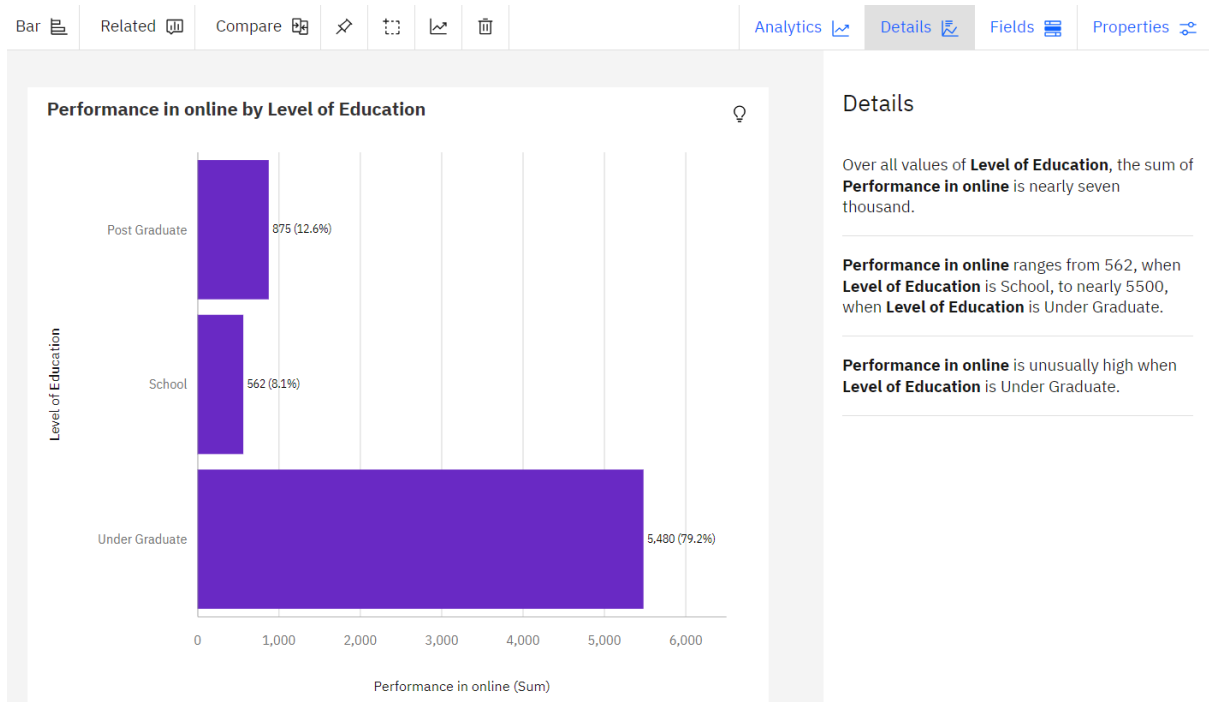 Bar Related Compare Analytics Details Fields Properties
Performance in online by Level of Education
Level of Education
Post Graduate 875 (12.6%)
School 562 (8.1%)
Under Graduate 5,480 (79.2%)
0 1,000 2,000 3,000 4,000 5,000 6,000
Performance in online (Sum)
Details
Over all values of Level of Education, the sum of
Performance in online is nearly seven
thousand.
Performance in online ranges from 562, when
Level of Education is School, to nearly 5500,
when Level of Education is Under Graduate.
Performance in online is unusually high when
Level of Education is Under Graduate.